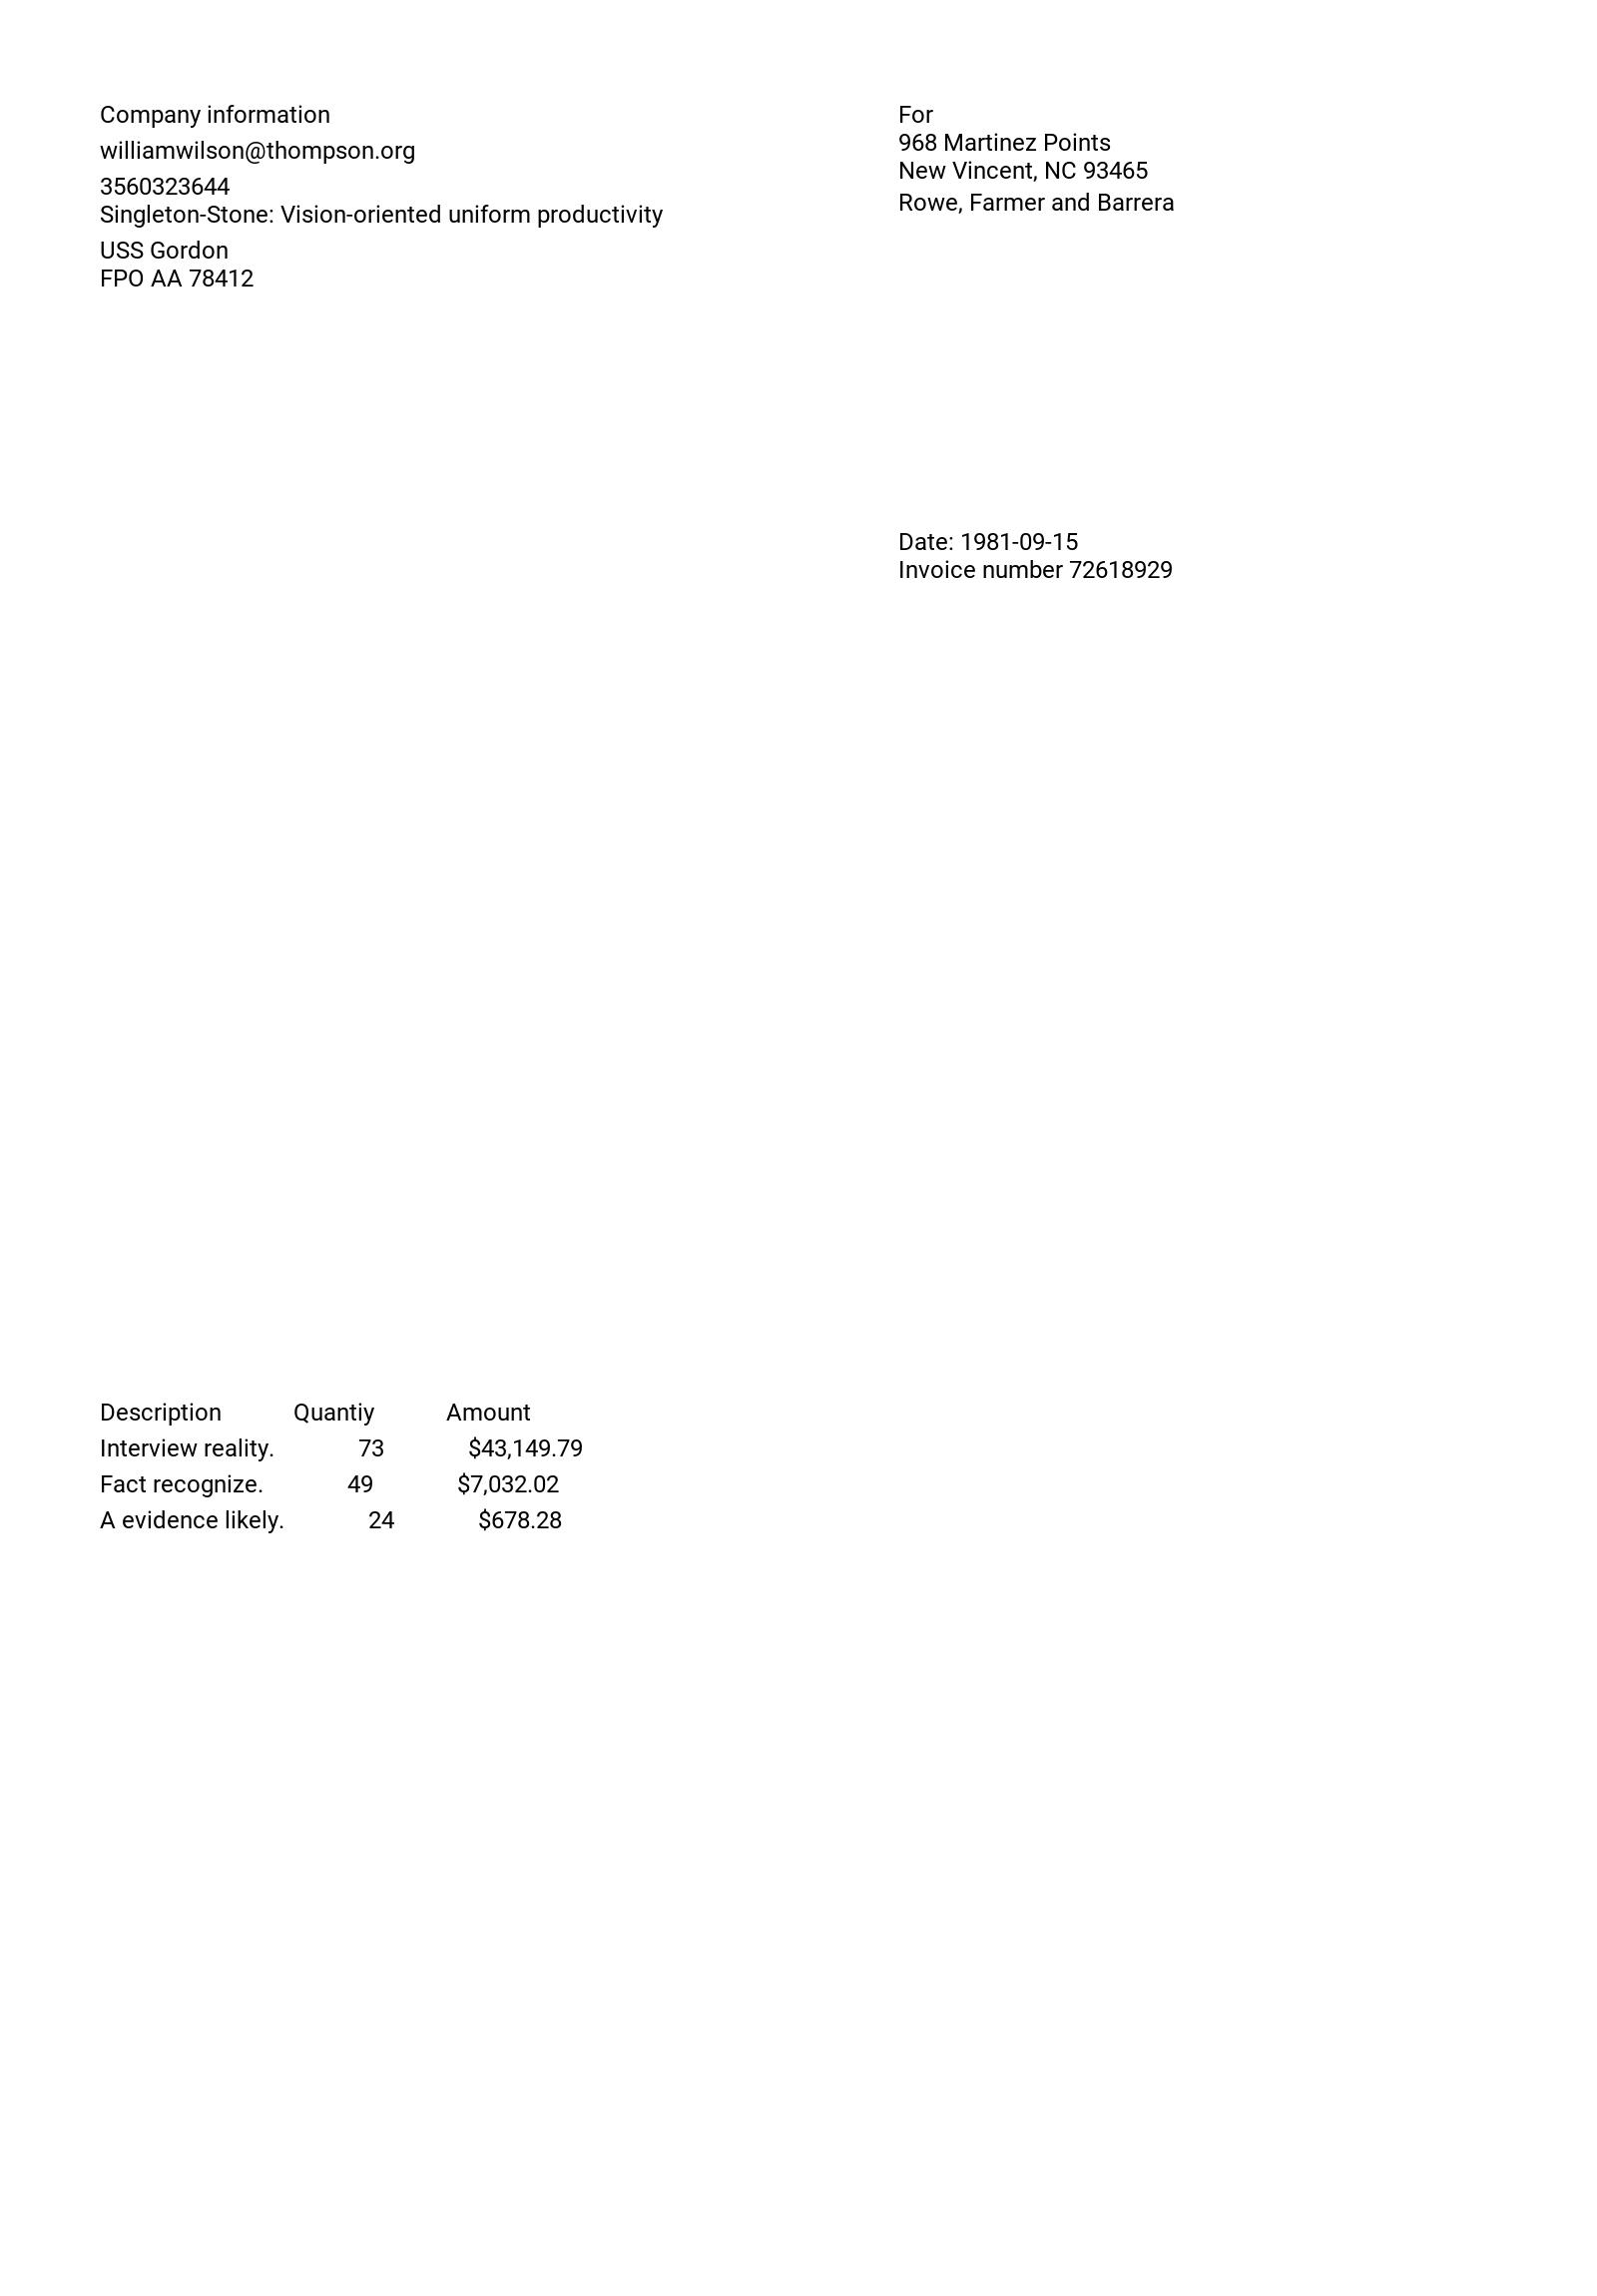 Company information
williamwilson@thompson.org
3560323644
Singleton-Stone: Vision-oriented uniform productivity
USS Gordon
FPO AA 78412
For
968 Martinez Points
New Vincent, NC 93465
Rowe, Farmer and Barrera
Date: 1981-09-15
Invoice number 72618929
Description Quantiy Amount
Interview reality. 73 $43,149.79
Fact recognize. 49 $7,032.02
A evidence likely. 24 $678.28